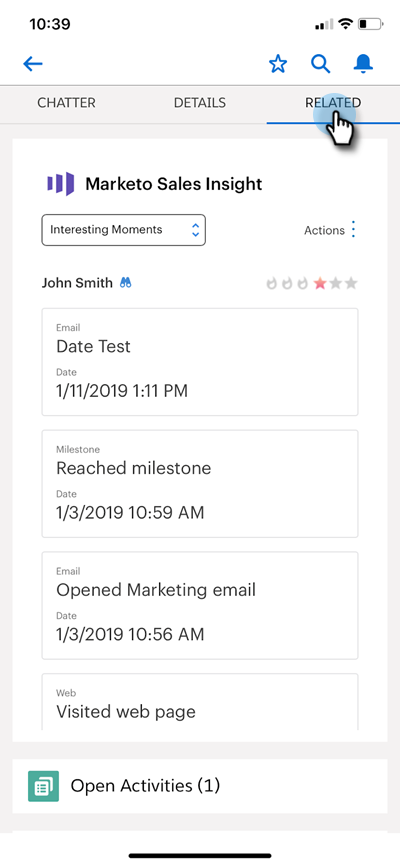 10:39
CHATTER DETAILS RELATED
Marketo Sales Insight
Interesting Moments
Actions
John Smith
Email
Date Test
Date
1/11/2019 1:11 PM
Milestone
Reached milestone
Date
1/3/2019 10:59 AM
Email
Opened Marketing email
Date
1/3/2019 10:56 AM
Web
Visited web page
Open Activities (1)